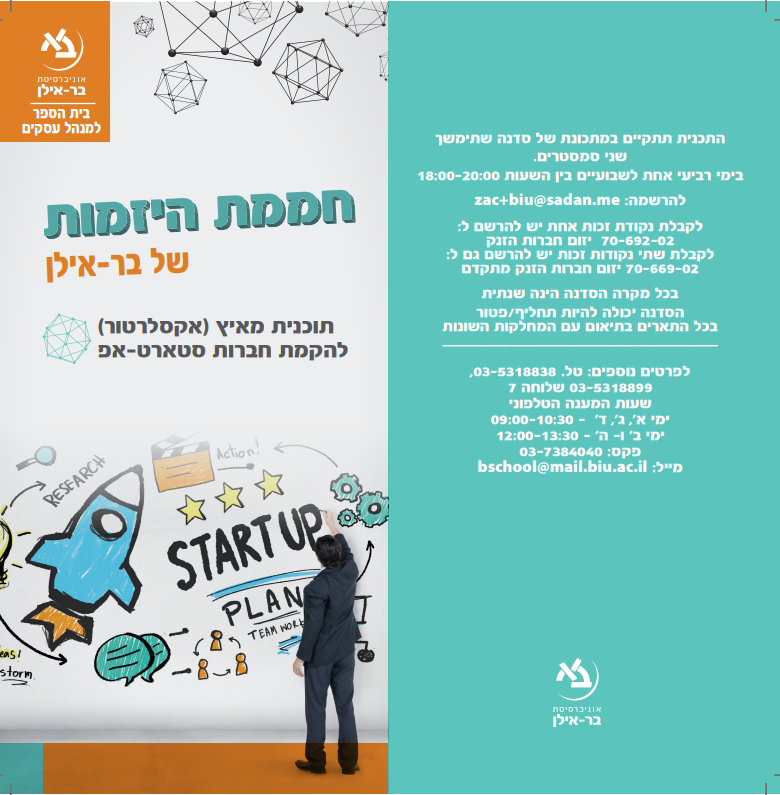 בא
אוניברסיטת
בר-אילן
בית הספר
למנהל עסקים
חממת היזמות
של בר-אילן
תוכנית מאיץ (אקסלרטור)
להקמת חברות סטארט-אפ
RESEARCH
Action!
START UP
PLAN
TEAM WORK
eas!
storm.
התכנית תתקיים במתכונת של סדנה שתימשך
שני סמסטרים.
בימי רביעי אחת לשבועיים בין השעות 18:00-20:00
להרשמה: zac+biu@sadan.me
לקבלת נקודת זכות אחת יש להרשם ל:
70-692-02 יזום חברות הזנק
לקבלת שתי נקודות זכות יש להרשם גם ל:
70-669-02 יזום חברות הזנק מתקדם
בכל מקרה הסדנה הינה שנתית
הסדנה יכולה להיות תחליף/פטור
בכל התארים בתיאום עם המחלקות השונות
לפרטים נוספים: טל. 03-5318838,
03-5318899 שלוחה 7
שעות המענה הטלפוני
ימי א', ג', ד' - 09:00-10:30
ימי ב' ו- ה' - 12:00-13:30
פקס: 03-7384040
מייל: bschool@mail.biu.ac.il
בא
אוניברסיטת
בר-אילן